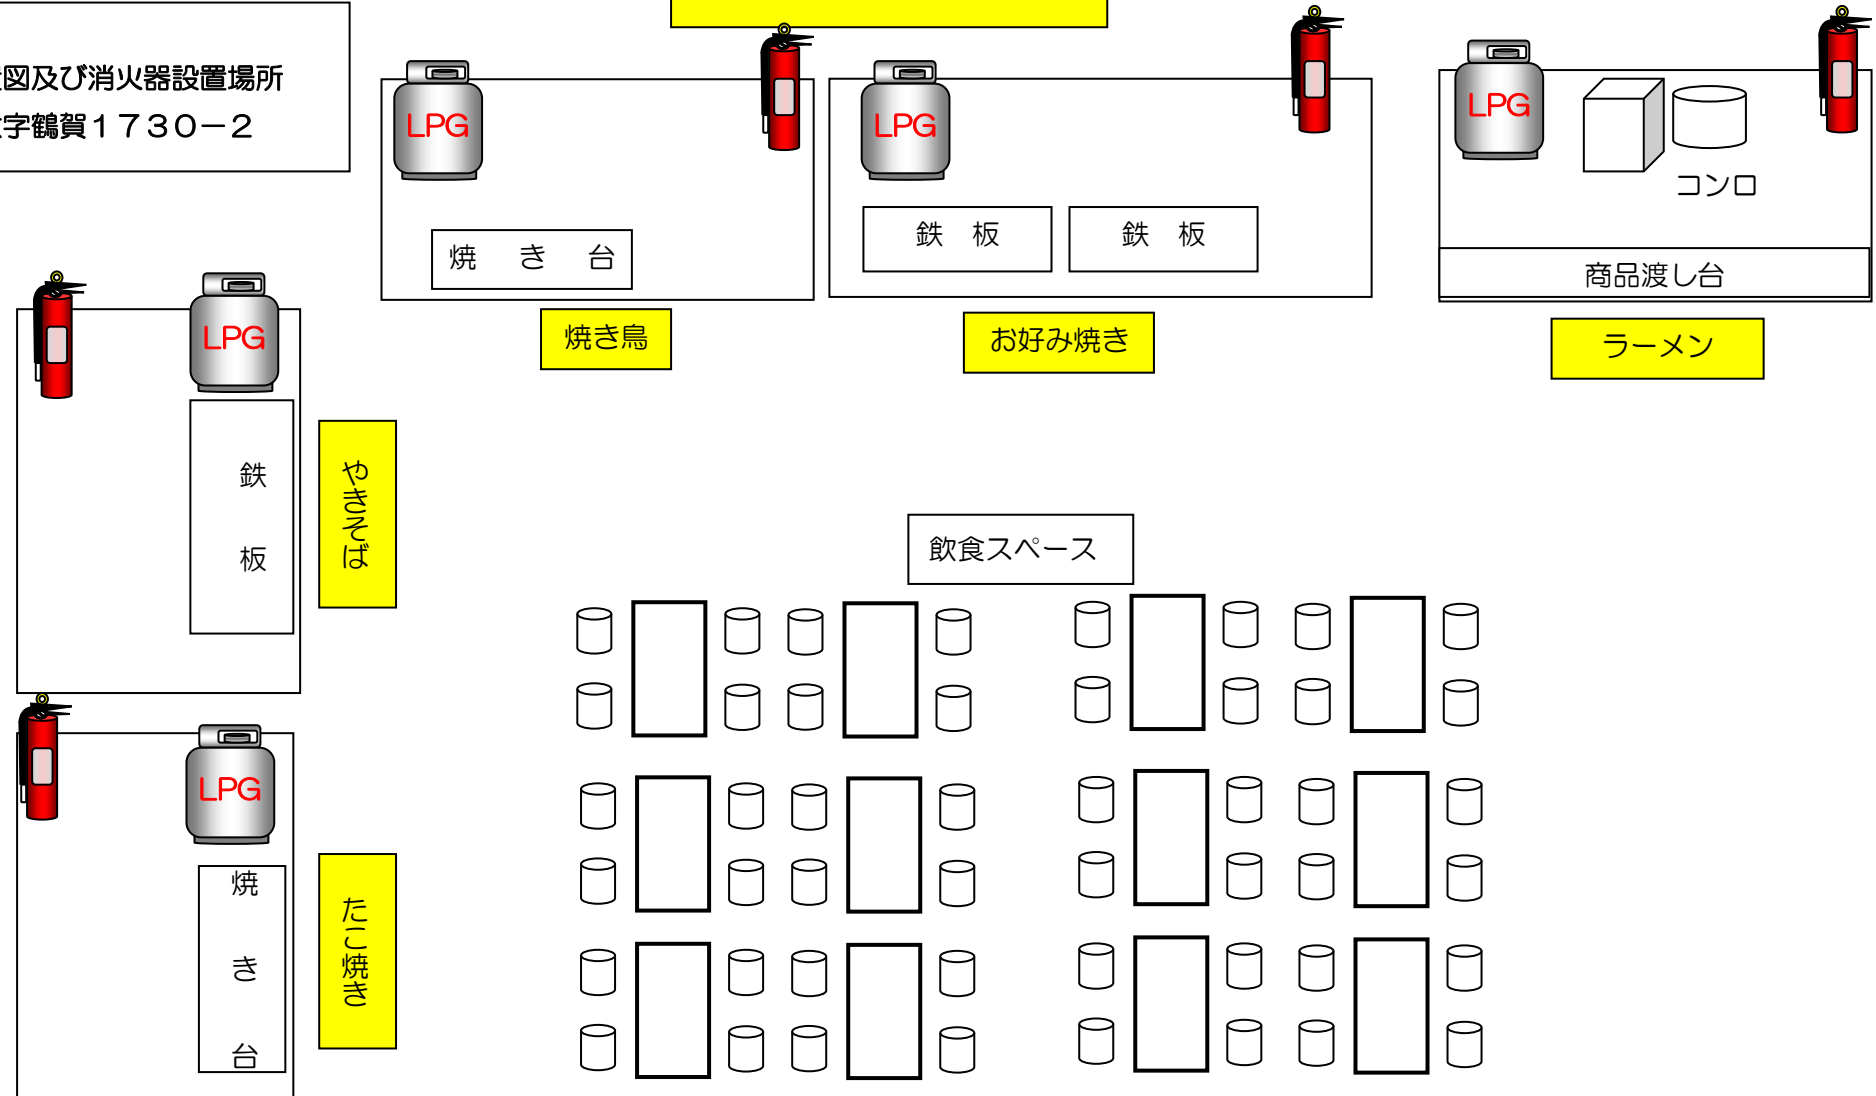 図及び消火器設置場所
字鶴賀１７３０－２
LPG
LPG
LPG
コンロ
焼き台
鉄板
鉄板
商品渡し台
焼き鳥
お好み焼き
ラーメン
LPG
鉄板
やきそば
飲食スペース
LPG
焼き台
たこ焼き